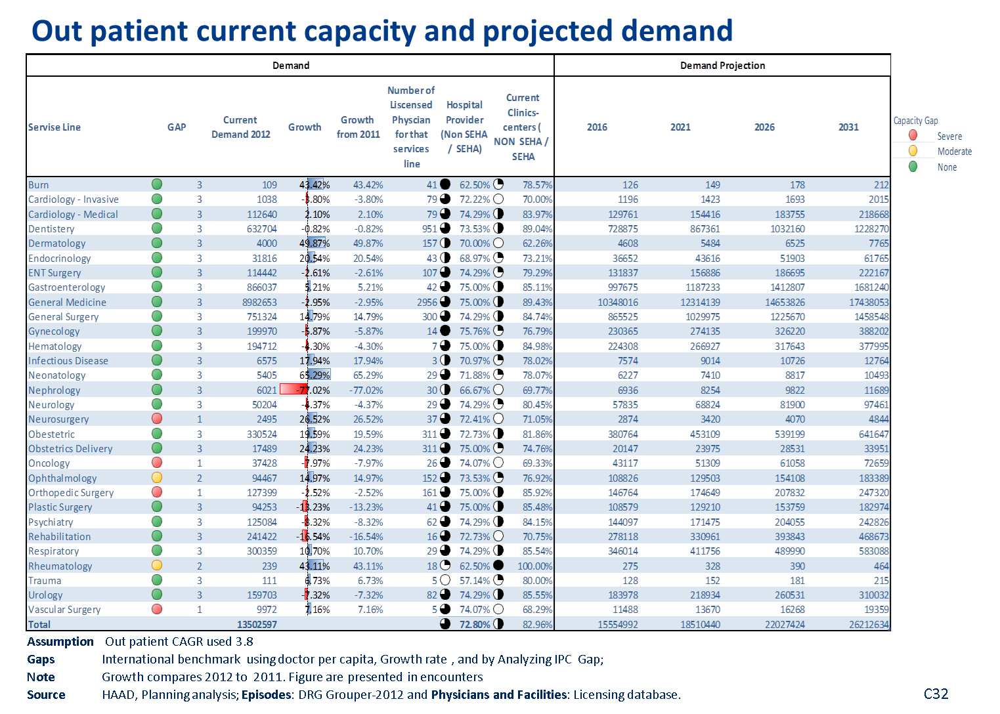 Out patient current capacity and projected demand
Demand Demand Projection
Servise Line GAP Current Demand 2012 Growth Growth from 2011 Number of Liscensed Physcian for that services line Hospital Provider (Non SEHA / SEHA) Current Clinics-centers ( NON SEHA / SEHA 2016 2021 2026 2031
Capacity Gap
Severe
Moderate
None
Burn 3 109 43.42% 43.42% 41 62.50% 78.57% 126 149 178 212
Cardiology - Invasive 3 1038 -3.80% -3.80% 79 72.22% 70.00% 1196 1423 1693 2015
Cardiology - Medical 3 112640 2.10% 2.10% 79 74.29% 83.97% 129761 154416 183755 218668
Dentistery 3 632704 -0.82% -0.82% 951 73.53% 89.04% 728875 867361 1032160 1228270
Dermatology 3 4000 49.87% 49.87% 157 70.00% 62.26% 4608 5484 6525 7765
Endocrinology 3 31816 20.54% 20.54% 43 68.97% 73.21% 36652 43616 51903 61765
ENT Surgery 3 114442 -2.61% -2.61% 107 74.29% 79.29% 131837 156886 186695 222167
Gastroenterology 3 866037 5.21% 5.21% 42 75.00% 85.11% 997675 1187233 1412807 1681240
General Medicine 3 8982653 -2.95% -2.95% 2956 75.00% 89.43% 10348016 12314139 14653826 17438053
General Surgery 3 751324 14.79% 14.79% 300 74.29% 84.74% 865525 1029975 1225670 1458548
Gynecology 3 199970 -5.87% -5.87% 14 75.76% 76.79% 230365 274135 326220 388202
Hematology 3 194712 -4.30% -4.30% 7 75.00% 84.98% 224308 266927 317643 377995
Infectious Disease 3 6575 17.94% 17.94% 3 70.97% 78.02% 7574 9014 10726 12764
Neonatology 3 5405 65.29% 65.29% 29 71.88% 78.07% 6227 7410 8817 10493
Nephrology 3 6021 -77.02% -77.02% 30 66.67% 69.77% 6936 8254 9822 11689
Neurology 3 50204 -4.37% -4.37% 29 74.29% 80.45% 57835 68824 81900 97461
Neurosurgery 1 2495 26.52% 26.52% 37 72.41% 71.05% 2874 3420 4070 4844
Obestetric 3 330524 19.59% 19.59% 311 72.73% 81.86% 380764 453109 539199 641647
Obstetrics Delivery 3 17489 24.23% 24.23% 311 75.00% 74.76% 20147 23975 28531 33951
Oncology 1 37428 -7.97% -7.97% 26 74.07% 69.33% 43117 51309 61058 72659
Ophthalmology 2 94467 14.97% 14.97% 152 73.53% 76.92% 108826 129503 154108 183389
Orthopedic Surgery 1 127399 -2.52% -2.52% 161 75.00% 85.92% 146764 174649 207832 247320
Plastic Surgery 3 94253 -13.23% -13.23% 41 75.00% 85.48% 108579 129210 153759 182974
Psychiatry 3 125084 -8.32% -8.32% 62 74.29% 84.15% 144097 171475 204055 242826
Rehabilitation 3 241422 -16.54% -16.54% 16 72.73% 70.75% 278118 330961 393843 468673
Respiratory 3 300359 10.70% 10.70% 29 74.29% 85.54% 346014 411756 489990 583088
Rheumatology 2 239 43.11% 43.11% 18 62.50% 100.00% 275 328 390 464
Trauma 3 111 6.73% 6.73% 5 57.14% 80.00% 128 152 181 215
Urology 3 159703 -7.32% -7.32% 82 74.29% 85.55% 183978 218934 260531 310032
Vascular Surgery 1 9972 7.16% 7.16% 5 74.07% 68.29% 11488 13670 16268 19359
Total 13502597 72.80% 82.96% 15554992 18510440 22027424 26212634
Assumption Out patient CAGR used 3.8
Gaps International benchmark using doctor per capita, Growth rate , and by Analyzing IPC Gap;
Note Growth compares 2012 to 2011. Figure are presented in encounters
Source HAAD, Planning analysis; Episodes: DRG Grouper-2012 and Physicians and Facilities: Licensing database.
C32